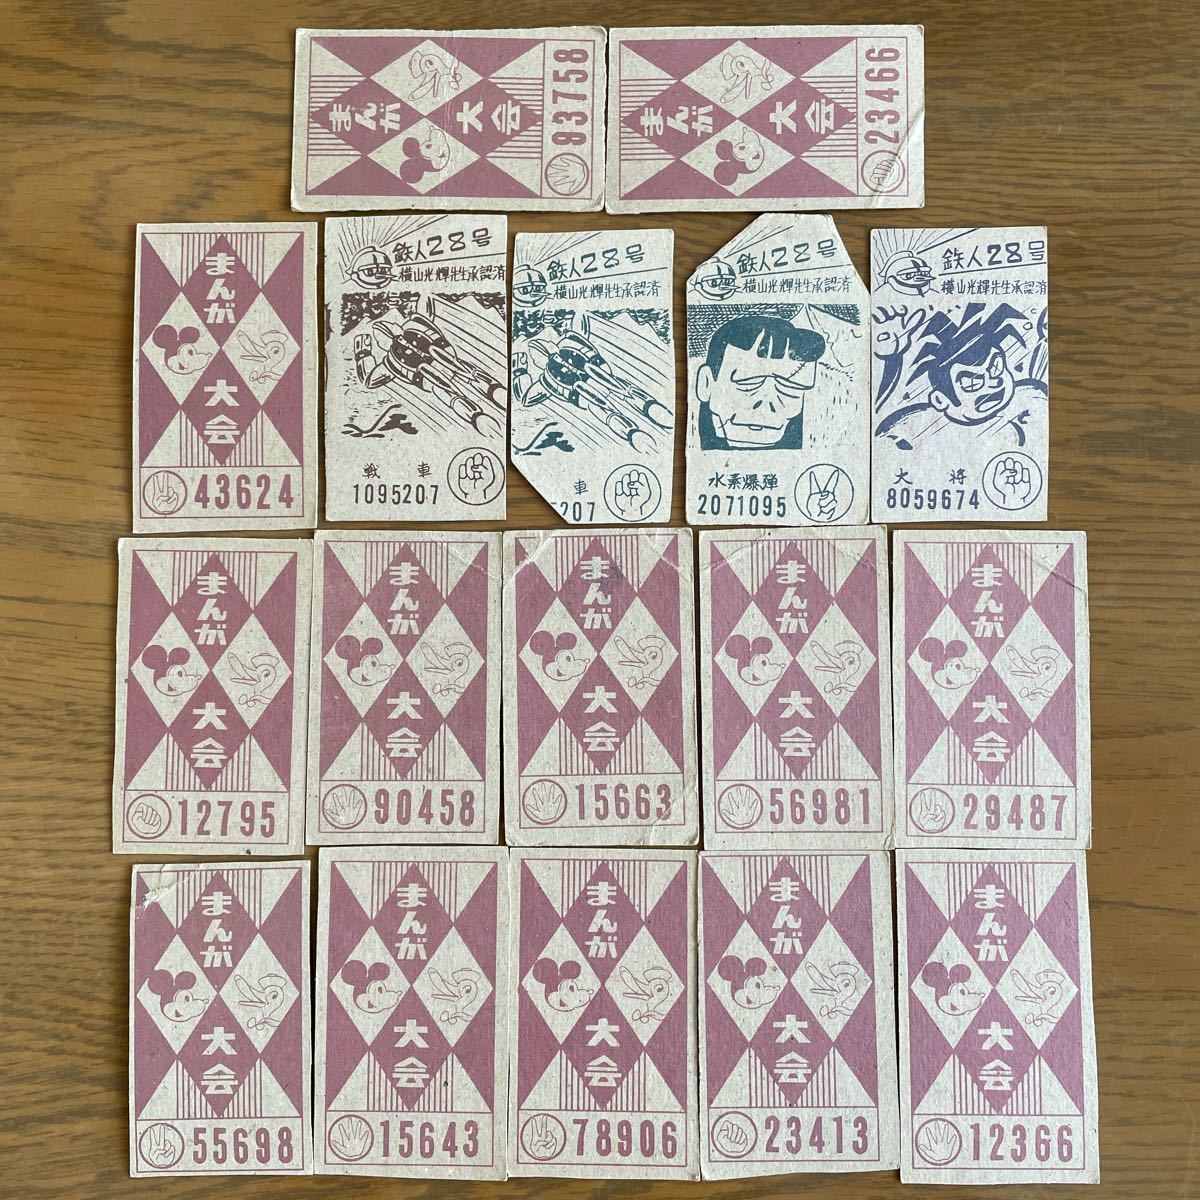 まんが
大会
93758
まんが
大会
23466
まんが
大会
43624
鉄人28号
横山光輝先生承認済
戦車
1095207
鉄人28号
横山光輝先生承認済
車
207
鉄人28号
横山光輝先生承認済
水素爆弾
2071095
鉄人28号
横山光輝先生承認済
大将
8059674
まんが
大会
12795
まんが
大会
90458
まんが
大会
15663
まんが
大会
56981
まんが
大会
29487
まんが
大会
55698
まんが
大会
15643
まんが
大会
78906
まんが
大会
23413
まんが
大会
12366